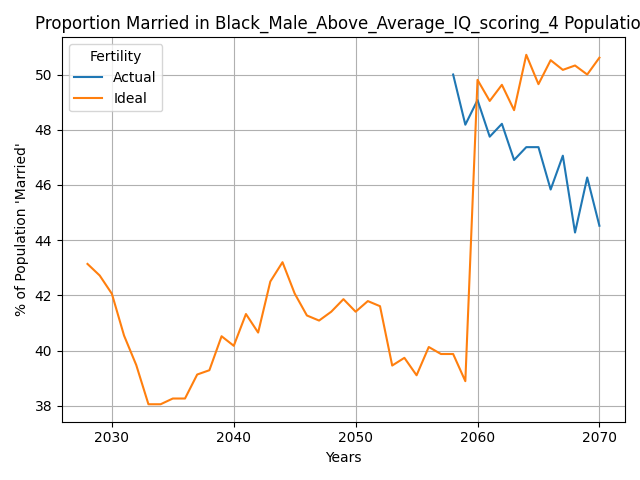 Proportion Married in Black_Male_Above_Average_IQ_scoring_4 Populatio
Fertility
Actual
Ideal
% of Population 'Married'
50
48
46
44
42
40
38
2030 2040 2050 2060 2070
Years